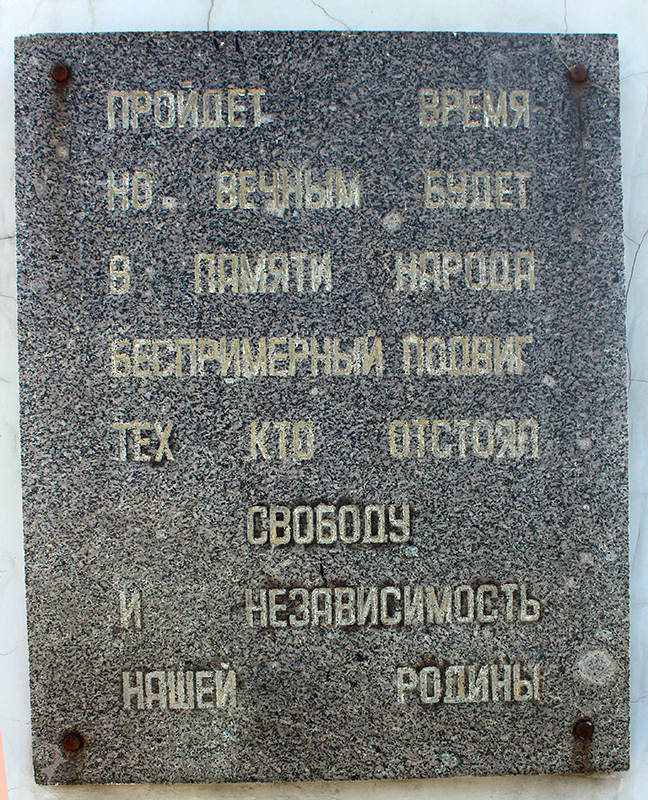 ПРОЙДЕТ ВРЕМЯ
НО ВЕЧНЫМ БУДЕТ
В ПАМЯТИ НАРОДА
БЕСПРИМЕРНЫЙ ПОДВИГ
ТЕХ КТО ОТСТОЯЛ
СВОБОДУ
И НЕЗАВИСИМОСТЬ
НАШЕЙ РОДИНЫ